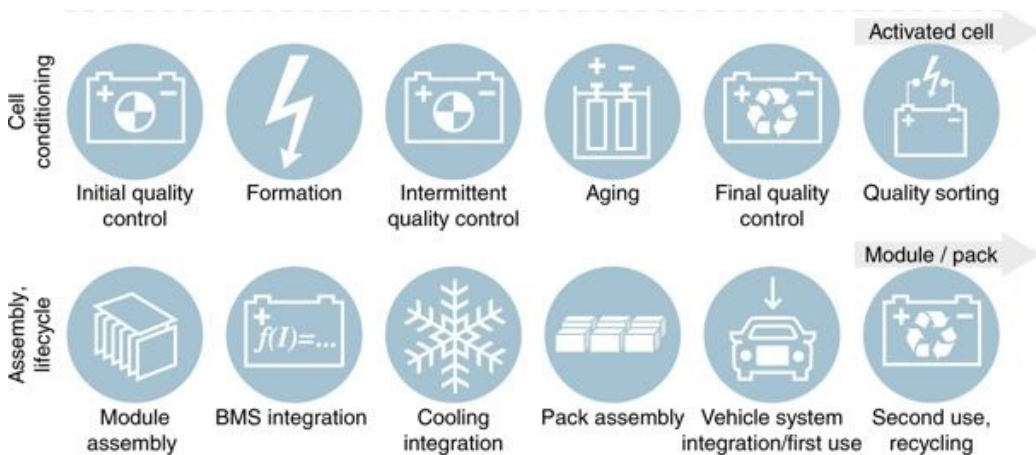 Activated cell
Cell
conditioning
+ −
+ −
+ −
+ −
+ −
Initial quality
control
Formation
Intermittent
quality control
Aging
Final quality
control
Quality sorting
Module / pack
Assembly,
lifecycle
+
f(I)=...
+ −
Module
assembly
BMS integration
Cooling
integration
Pack assembly
Vehicle system
integration/first use
Second use,
recycling